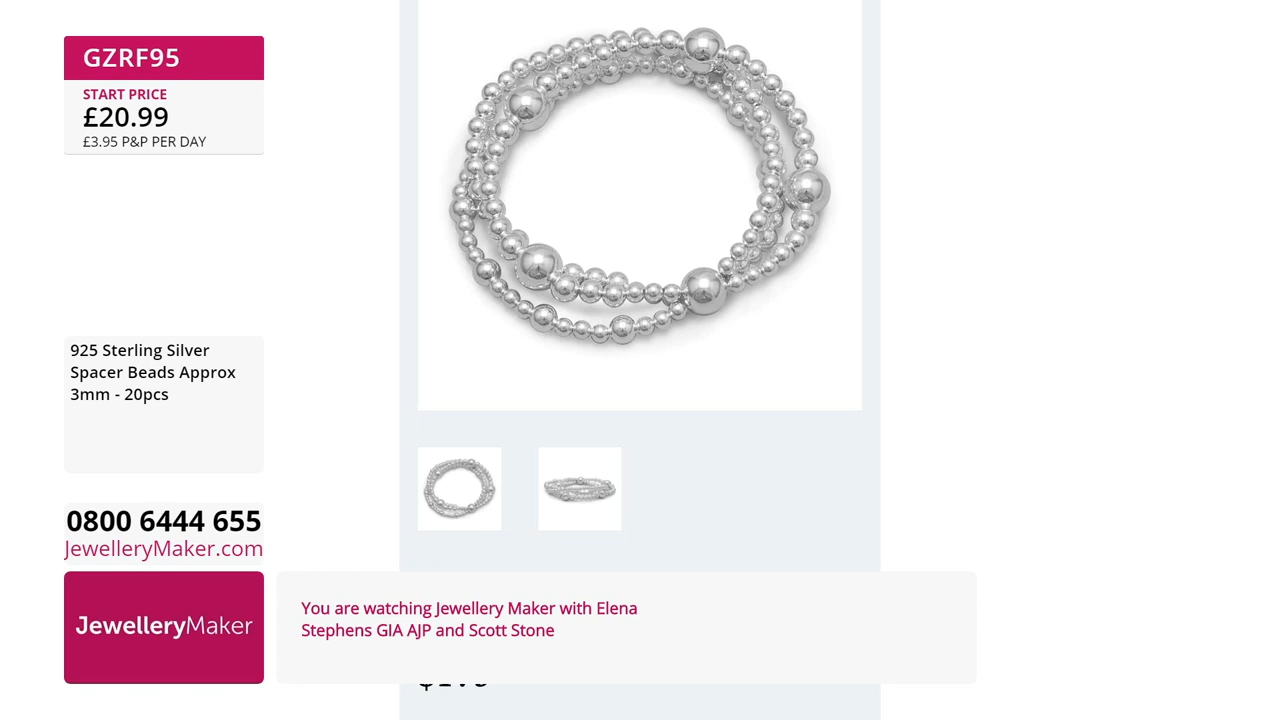 GZRF95
START PRICE
£20.99
£3.95 P&P PER DAY
925 Sterling Silver
Spacer Beads Approx
3mm - 20pcs
0800 6444 655
JewelleryMaker.com
JewelleryMaker
You are watching Jewellery Maker with Elena
Stephens GIA AJP and Scott Stone